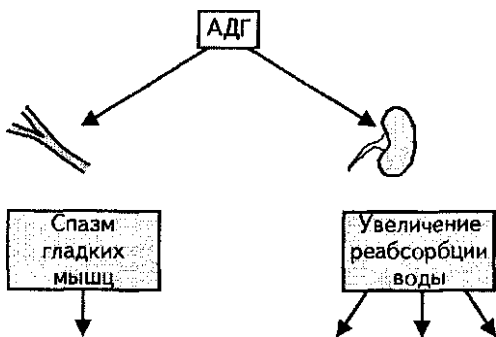 АДГ
Спазм
гладких
мышц
Увеличение
реабсорбции
воды